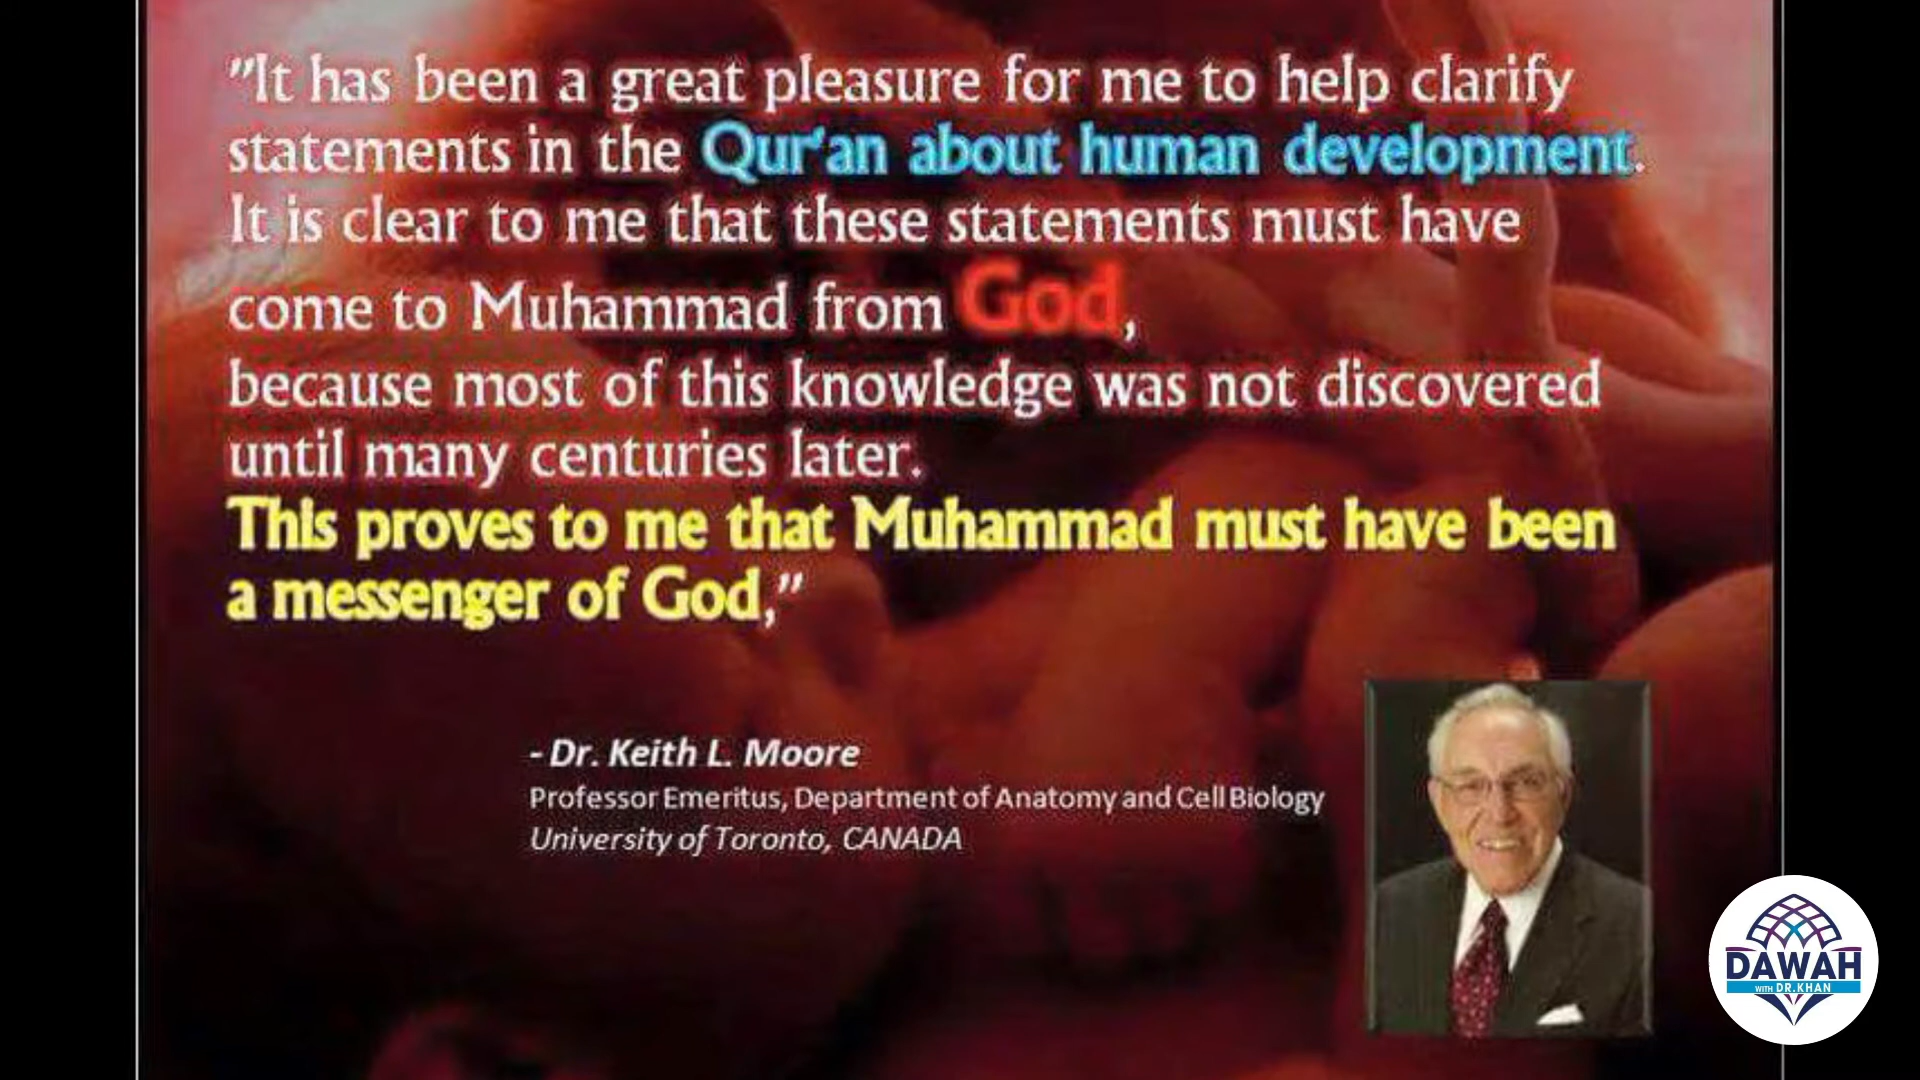 "It has been a great pleasure for me to help clarify
statements in the Qur'an about human development.
It is clear to me that these statements must have
come to Muhammad from God,
because most of this knowledge was not discovered
until many centuries later.
This proves to me that Muhammad must have been
a messenger of God,"
- Dr. Keith L. Moore
Professor Emeritus, Department of Anatomy and Cell Biology
University of Toronto, CANADA
DAWAH
WITH DR.KHAN